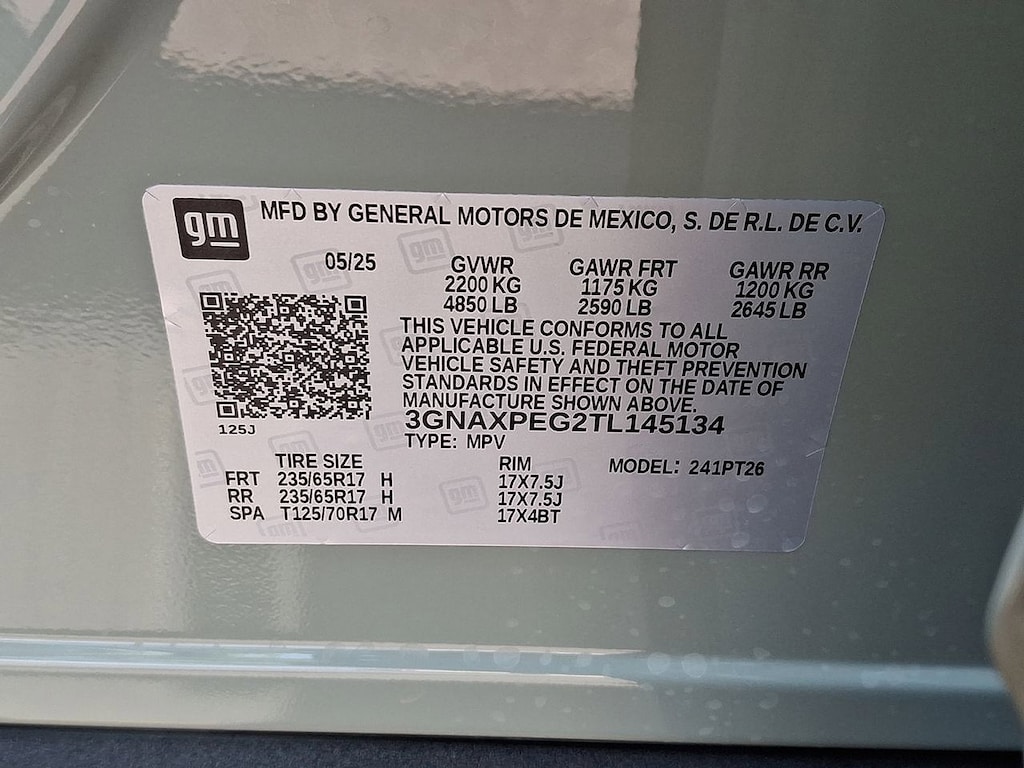 gm MFD BY GENERAL MOTORS DE MEXICO, S. DE R.L. DE C.V.
05/25 GVWR GAWR FRT GAWR RR
2200 KG 1175 KG 1200 KG
4850 LB 2590 LB 2645 LB
THIS VEHICLE CONFORMS TO ALL
APPLICABLE U.S. FEDERAL MOTOR
VEHICLE SAFETY AND THEFT PREVENTION
STANDARDS IN EFFECT ON THE DATE OF
MANUFACTURE SHOWN ABOVE.
3GNAXPEG2TL145134
125J
TYPE: MPV
TIRE SIZE RIM MODEL: 241PT26
FRT 235/65R17 H 17X7.5J
RR 235/65R17 H 17X7.5J
SPA T125/70R17 M 17X4BT